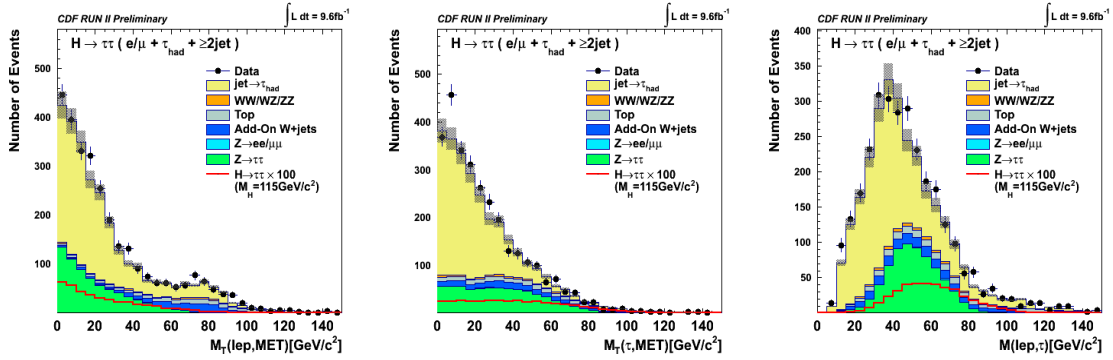 CDF RUN II Preliminary
∫ L dt = 9.6fb⁻¹
H → ττ ( e/μ + τhad + ≥2jet )
Number of Events
500
400
300
200
100
Data
jet→τhad
WW/WZ/ZZ
Top
Add-On W+jets
Z→ee/μμ
Z→ττ
H→ττ × 100
(MH=115GeV/c²)
0 20 40 60 80 100 120 140
MT(lep,MET)[GeV/c²]
CDF RUN II Preliminary
∫ L dt = 9.6fb⁻¹
H → ττ ( e/μ + τhad + ≥2jet )
Number of Events
500
400
300
200
100
Data
jet→τhad
WW/WZ/ZZ
Top
Add-On W+jets
Z→ee/μμ
Z→ττ
H→ττ × 100
(MH=115GeV/c²)
0 20 40 60 80 100 120 140
MT(τ,MET)[GeV/c²]
CDF RUN II Preliminary
∫ L dt = 9.6fb⁻¹
H → ττ ( e/μ + τhad + ≥2jet )
Number of Events
350
300
250
200
150
100
50
0
Data
jet→τhad
WW/WZ/ZZ
Top
Add-On W+jets
Z→ee/μμ
Z→ττ
H→ττ × 100
(MH=115GeV/c²)
0 20 40 60 80 100 120 140
M(lep,τ)[GeV/c²]